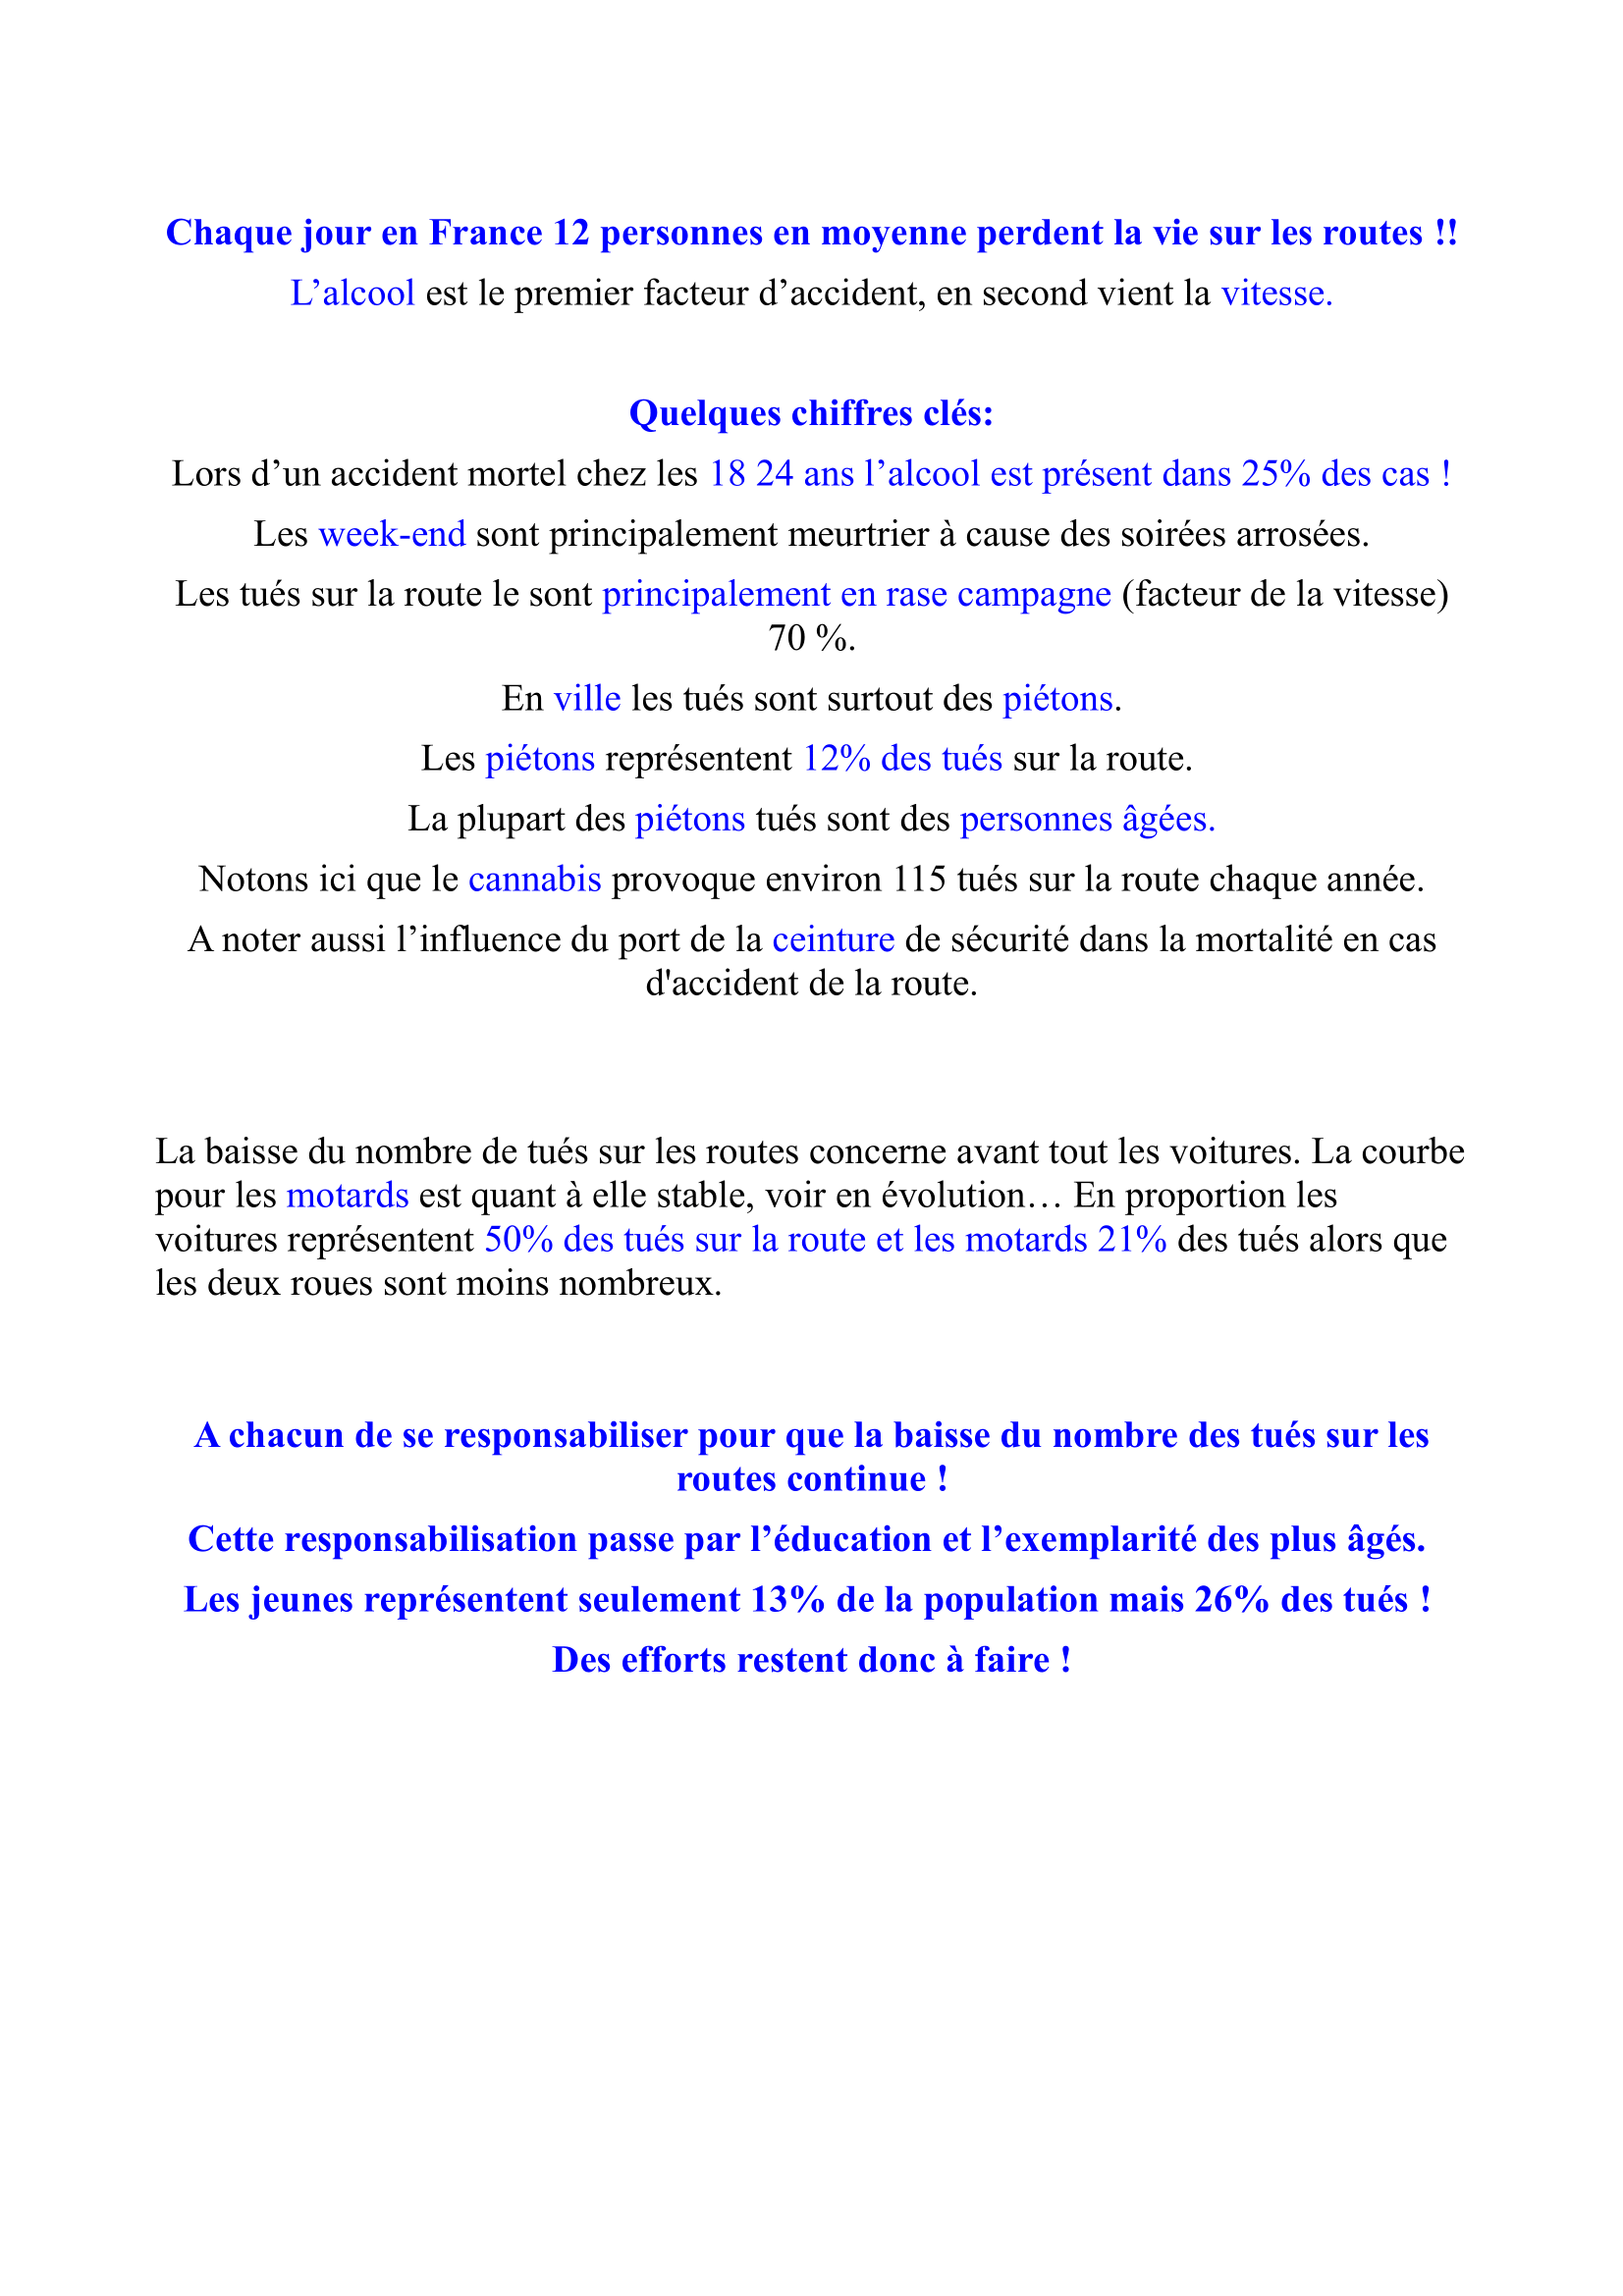 Chaque jour en France 12 personnes en moyenne perdent la vie sur les routes !!
L’alcool est le premier facteur d’accident, en second vient la vitesse.
Quelques chiffres clés:
Lors d’un accident mortel chez les 18 24 ans l’alcool est présent dans 25% des cas !
Les week-end sont principalement meurtrier à cause des soirées arrosées.
Les tués sur la route le sont principalement en rase campagne (facteur de la vitesse)
70 %.
En ville les tués sont surtout des piétons.
Les piétons représentent 12% des tués sur la route.
La plupart des piétons tués sont des personnes âgées.
Notons ici que le cannabis provoque environ 115 tués sur la route chaque année.
A noter aussi l’influence du port de la ceinture de sécurité dans la mortalité en cas
d'accident de la route.
La baisse du nombre de tués sur les routes concerne avant tout les voitures. La courbe
pour les motards est quant à elle stable, voir en évolution… En proportion les
voitures représentent 50% des tués sur la route et les motards 21% des tués alors que
les deux roues sont moins nombreux.
A chacun de se responsabiliser pour que la baisse du nombre des tués sur les
routes continue !
Cette responsabilisation passe par l’éducation et l’exemplarité des plus âgés.
Les jeunes représentent seulement 13% de la population mais 26% des tués !
Des efforts restent donc à faire !